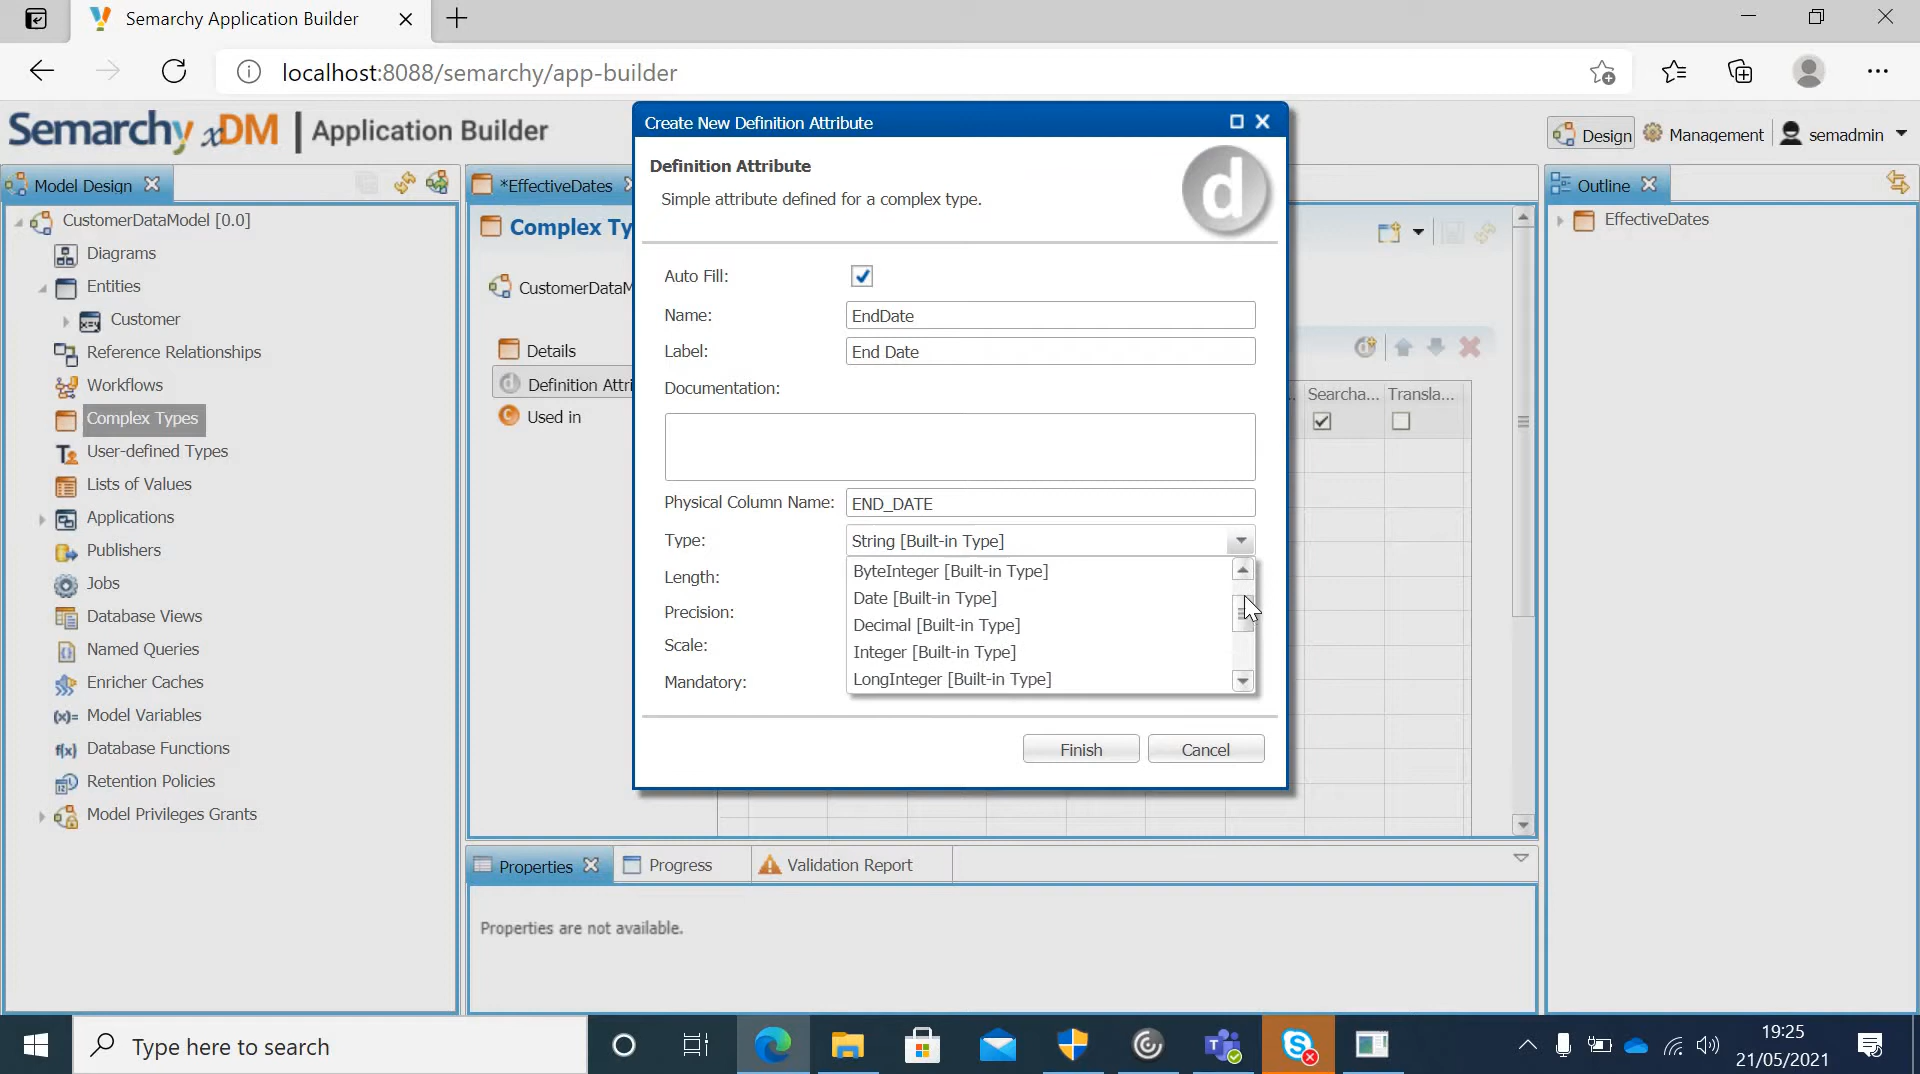 Semarchy Application Builder
localhost:8088/semarchy/app-builder
Semarchy xDM | Application Builder
Design
Management
semadmin
Model Design
CustomerDataModel [0.0]
Diagrams
Entities
Customer
Reference Relationships
Workflows
Complex Types
User-defined Types
Lists of Values
Applications
Publishers
Jobs
Database Views
Named Queries
Enricher Caches
Model Variables
Database Functions
Retention Policies
Model Privileges Grants
*EffectiveDates
Complex Ty
CustomerDataM
Details
Definition Attri
Used in
Create New Definition Attribute
Definition Attribute
Simple attribute defined for a complex type.
d
Auto Fill:
Name: EndDate
Label: End Date
Documentation:
Physical Column Name: END_DATE
Type: String [Built-in Type]
Length:
Precision:
Scale:
Mandatory:
ByteInteger [Built-in Type]
Date [Built-in Type]
Decimal [Built-in Type]
Integer [Built-in Type]
LongInteger [Built-in Type]
Finish
Cancel
Searcha...
Transla...
Outline
EffectiveDates
Properties
Progress
Validation Report
Properties are not available.
Type here to search
19:25
21/05/2021